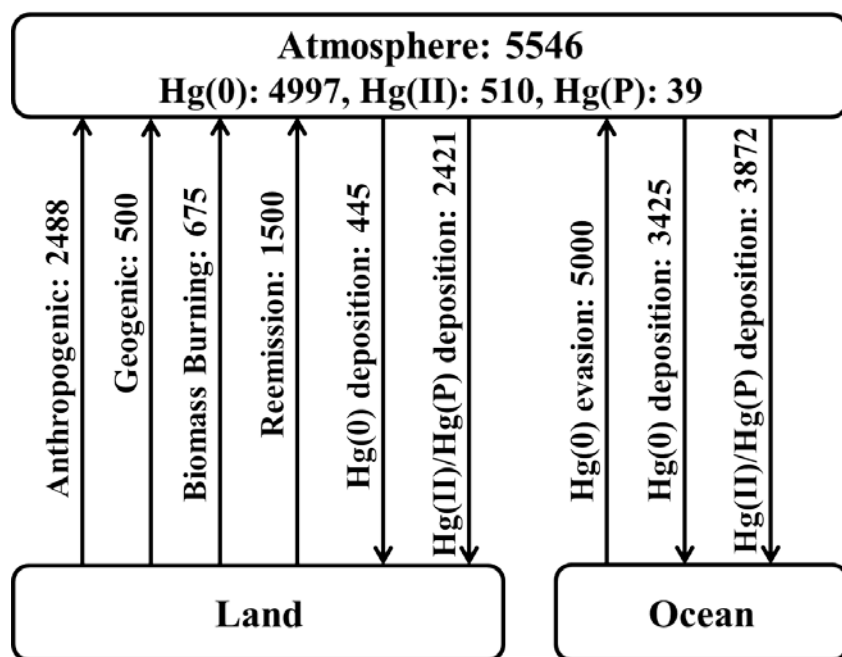 Atmosphere: 5546
Hg(0): 4997, Hg(II): 510, Hg(P): 39
Anthropogenic: 2488
Geogenic: 500
Biomass Burning: 675
Reemission: 1500
Hg(0) deposition: 445
Hg(II)/Hg(P) deposition: 2421
Hg(0) evasion: 5000
Hg(0) deposition: 3425
Hg(II)/Hg(P) deposition: 3872
Land
Ocean